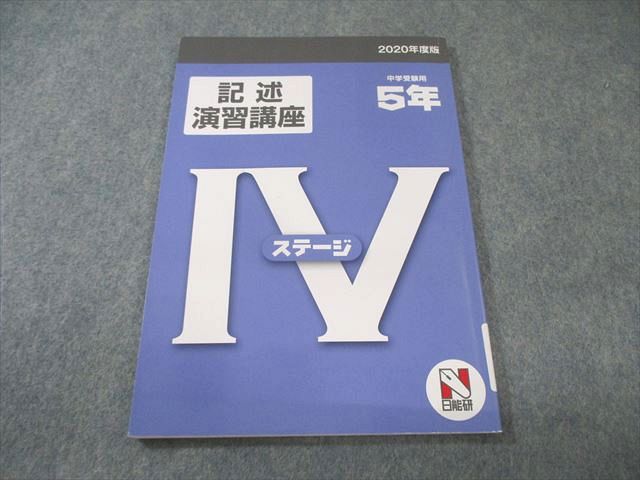 2020年度版
中学受験用
5年
記述
演習講座
IV
ステージ
N
日能研